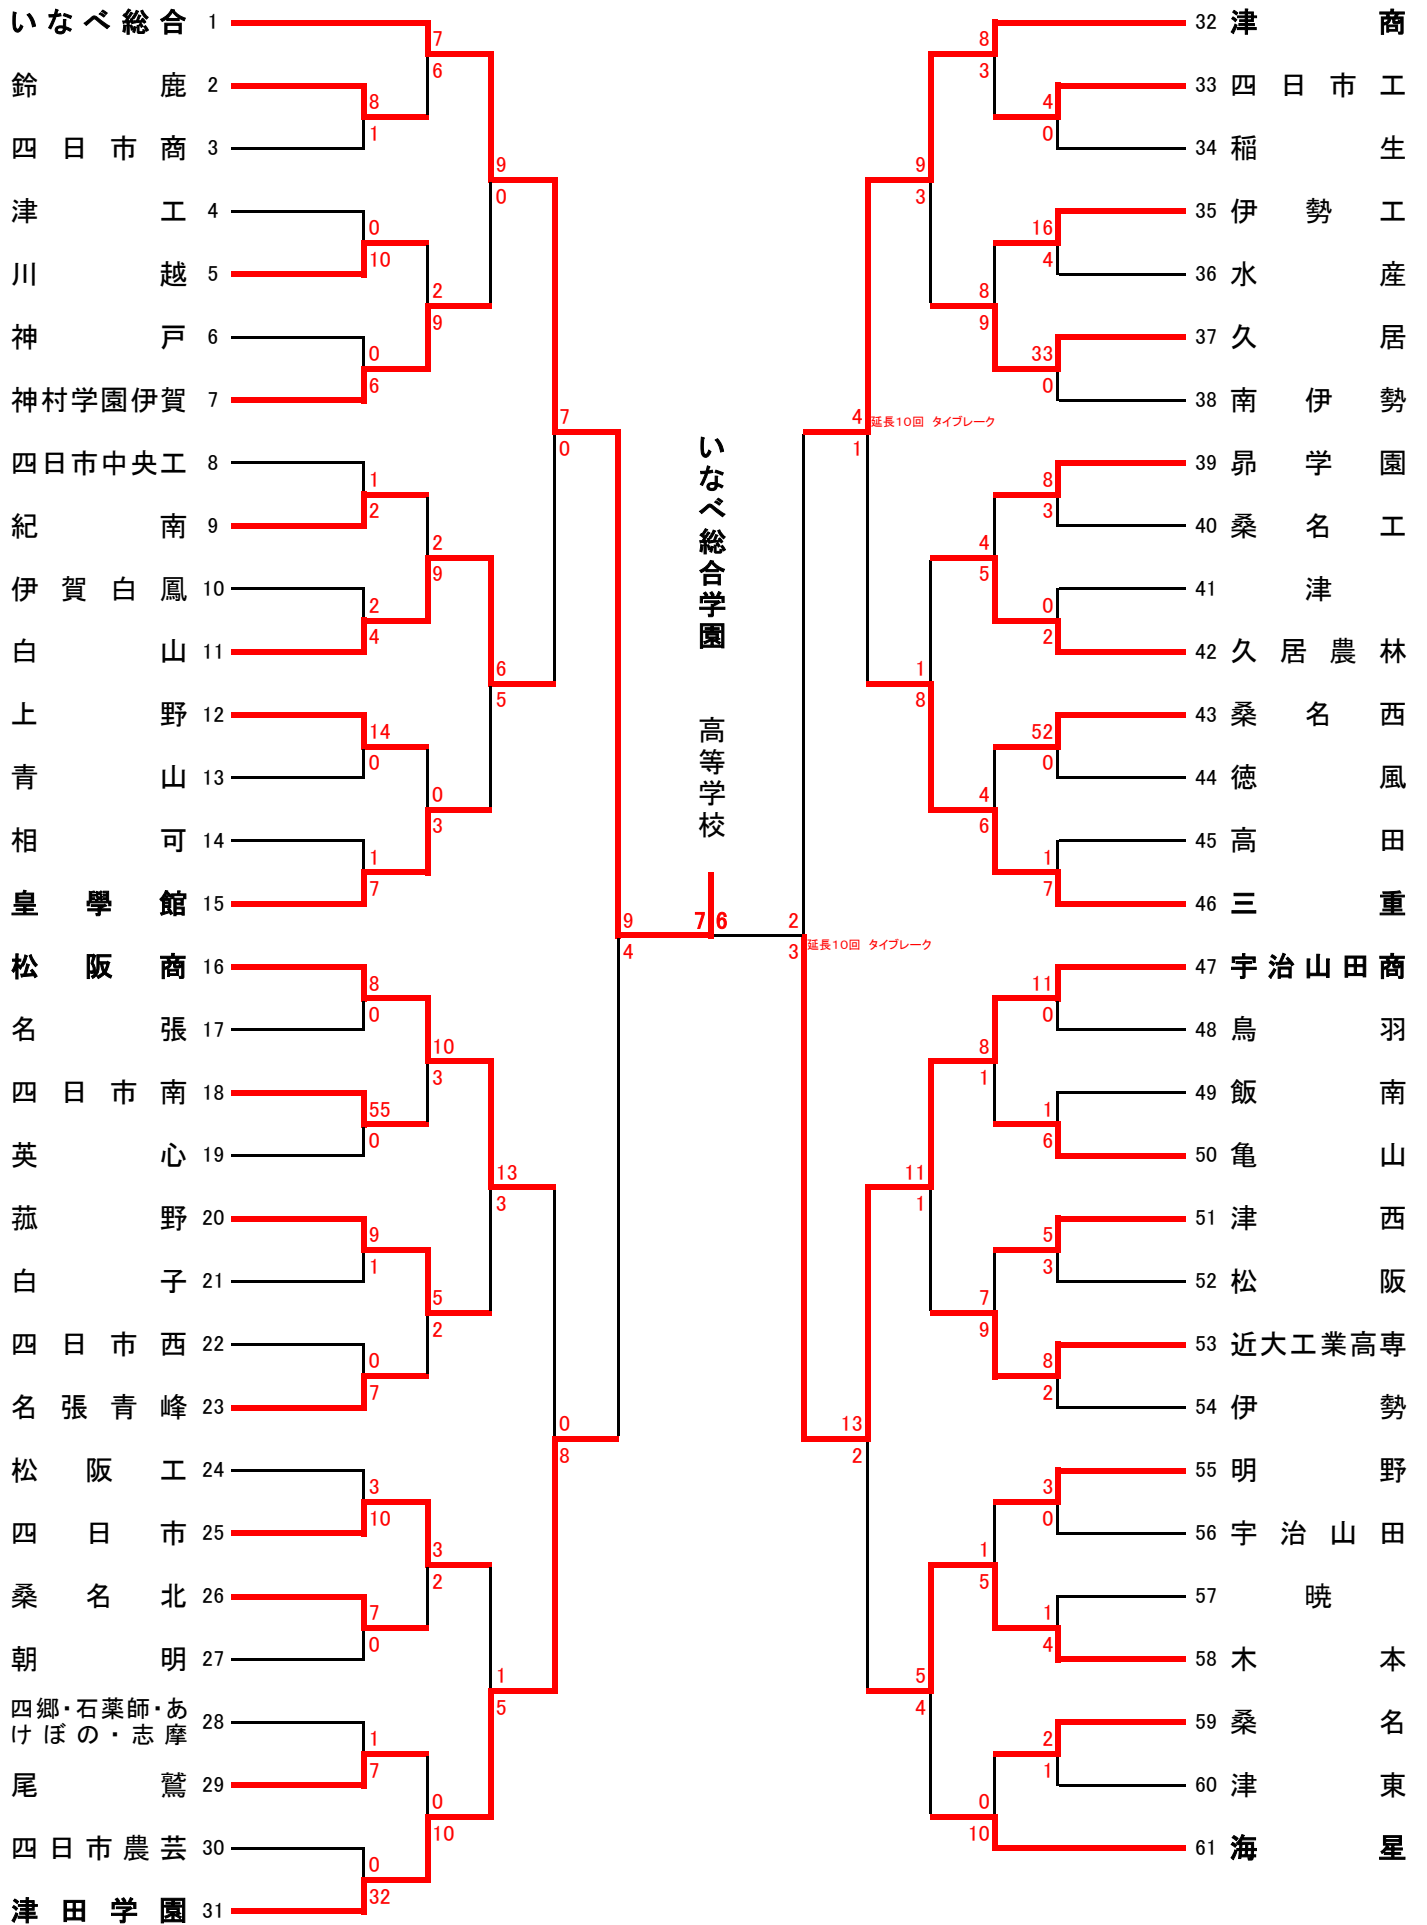 いなべ総合 1
鈴鹿 2
四日市商 3
津工 4
川越 5
神戸 6
神村学園伊賀 7
四日市中央工 8
紀南 9
伊賀白鳳 10
白山 11
上野 12
青山 13
相可 14
皇學館 15
松阪商 16
名張 17
四日市南 18
英心 19
菰野 20
白子 21
四日市西 22
名張青峰 23
松阪工 24
四日市 25
桑名北 26
朝明 27
四郷・石薬師・あ
けぼの・志摩 28
尾鷲 29
四日市農芸 30
津田学園 31
7
6
8
1
9
0
0
10
2
9
0
6
7
0
1
2
2
9
2
4
6
5
14
0
0
3
1
7
9
4
8
0
10
3
55
0
13
3
9
1
5
2
0
7
0
8
3
10
3
2
7
0
1
5
1
7
0
10
0
32
いなべ総合学園 高等学校
7 6
32 津商
33 四日市工
34 稲生
35 伊勢工
36 水産
37 久居
38 南伊勢
39 昴学園
40 桑名工
41 津
42 久居農林
43 桑名西
44 徳風
45 高田
46 三重
47 宇治山田商
48 鳥羽
49 飯南
50 亀山
51 津西
52 松阪
53 近大工業高専
54 伊勢
55 明野
56 宇治山田
57 暁
58 木本
59 桑名
60 津東
61 海星
8
3
4
0
9
3
16
4
8
9
33
0
4
延長10回 タイブレーク
1
8
3
4
5
0
2
1
8
52
0
4
6
1
7
2
延長10回 タイブレーク
3
11
0
8
1
1
6
11
1
5
3
7
9
8
2
13
2
3
0
1
5
1
4
5
4
2
1
0
10